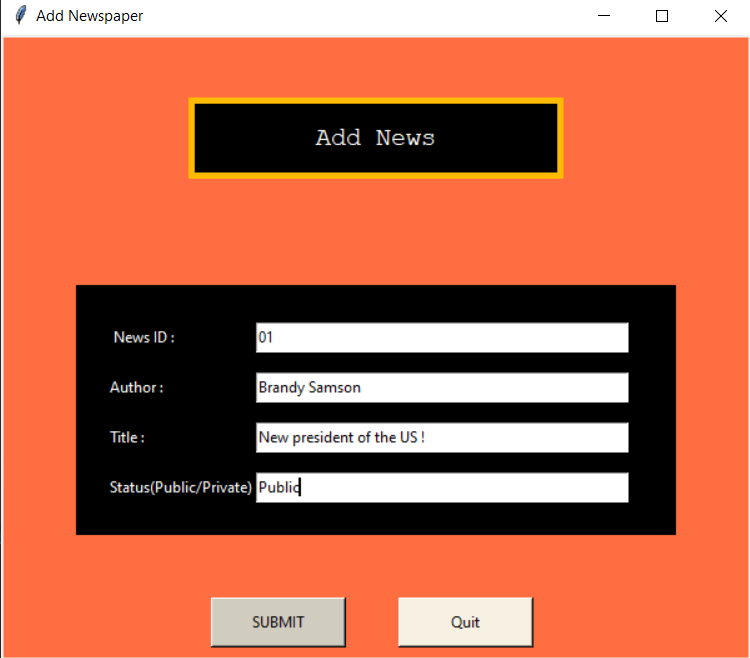 Add Newspaper
Add News
News ID : 01
Author : Brandy Samson
Title : New president of the US !
Status(Public/Private) Public
SUBMIT Quit